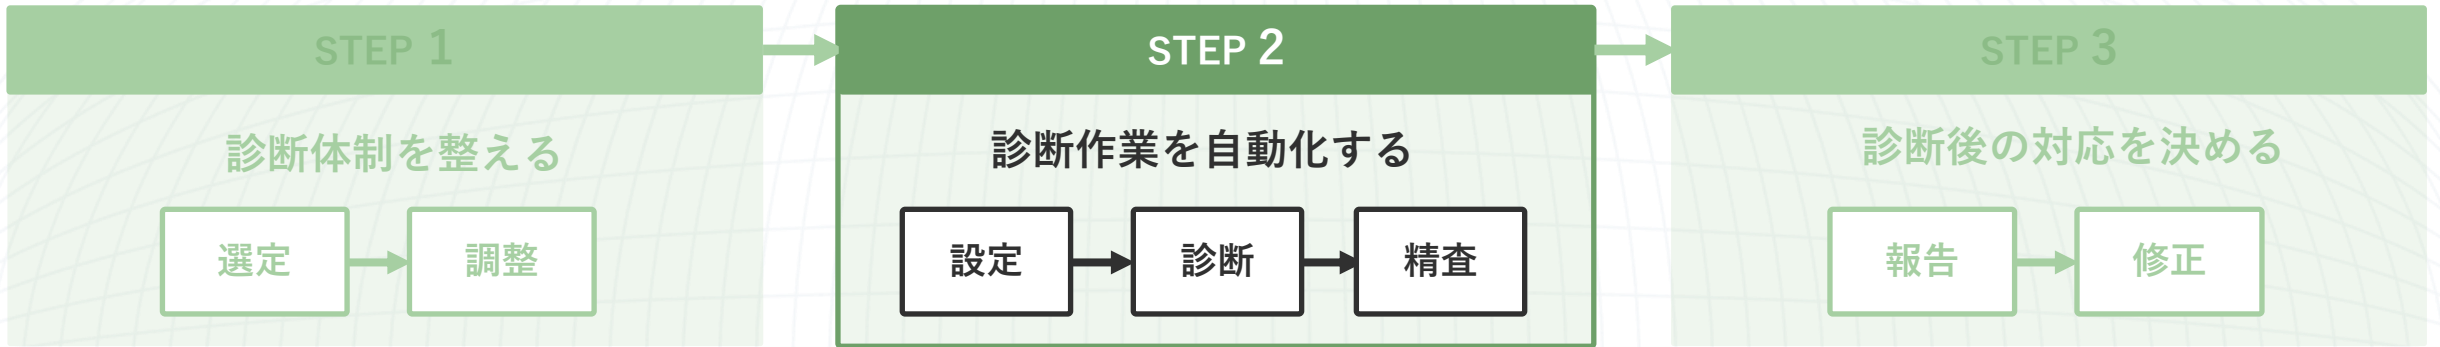 STEP 1
診断体制を整える
選定
調整
STEP 2
診断作業を自動化する
設定
診断
精査
STEP 3
診断後の対応を決める
報告
修正